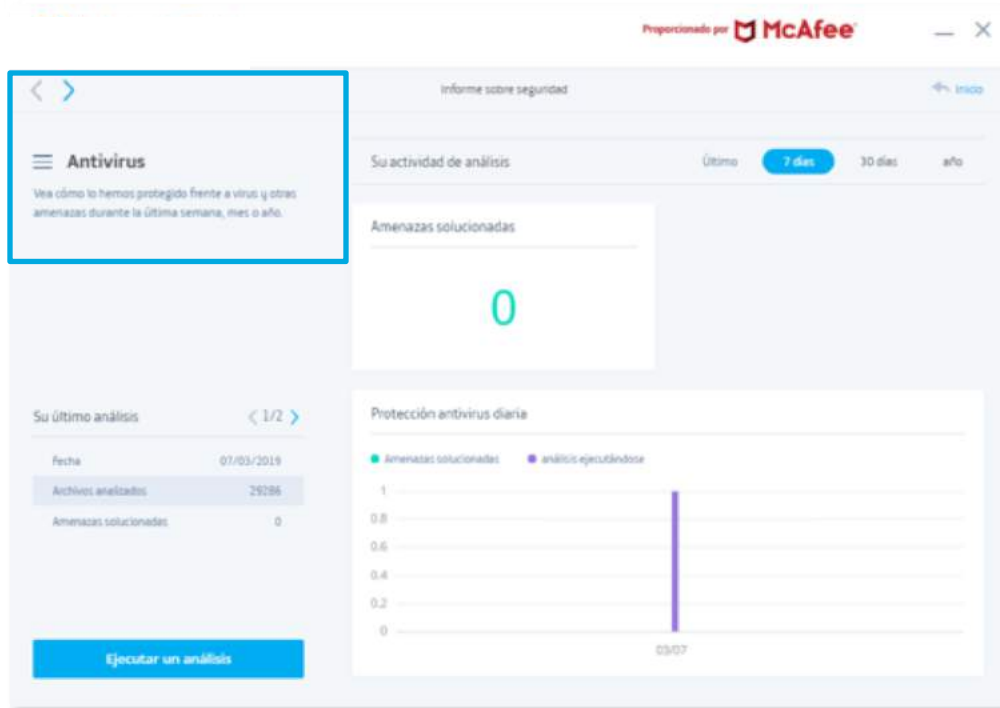 Proporcionado por McAfee
Informe sobre seguridad
Inicio
Antivirus
Vea cómo lo hemos protegido frente a virus y otras
amenazas durante la última semana, mes o año.
Su actividad de análisis
Último 7 días 30 días año
Amenazas solucionadas
0
Su último análisis 1/2
Fecha 07/03/2019
Archivos analizados 29286
Amenazas solucionadas 0
Ejecutar un análisis
Protección antivirus diaria
Amenazas solucionadas análisis ejecutándose
1
0.8
0.6
0.4
0.2
0
03/07